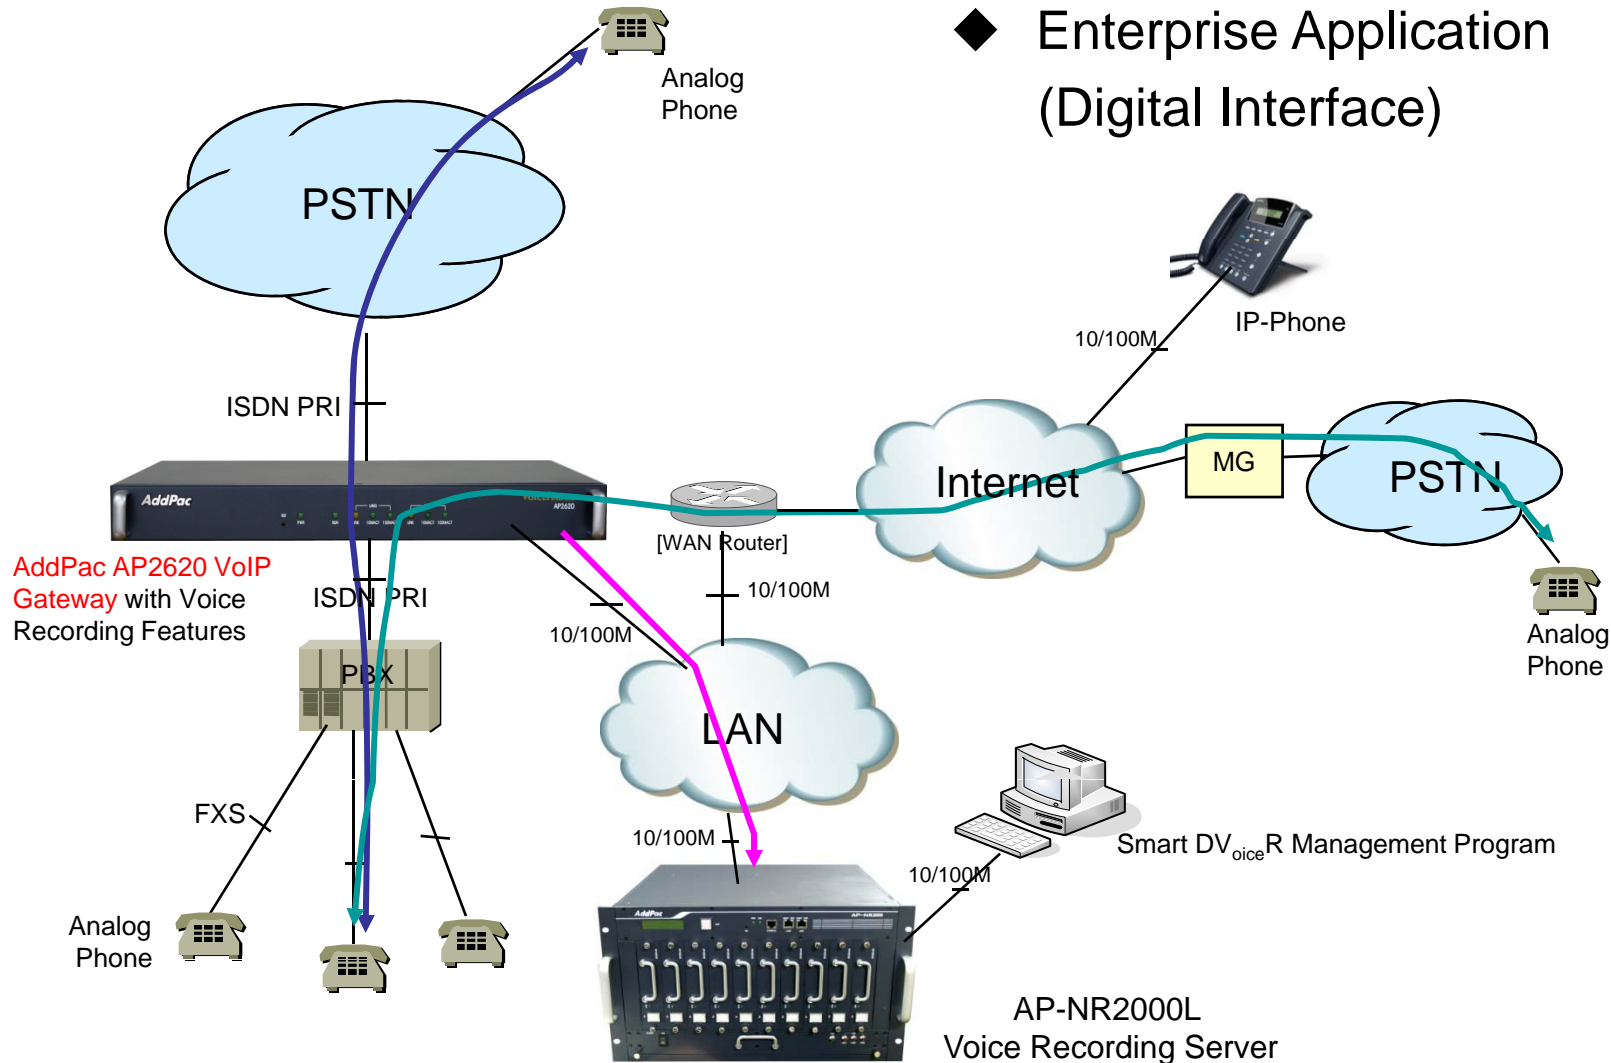 ◆ Enterprise Application
(Digital Interface)
Analog
Phone
PSTN
IP-Phone
10/100M
ISDN PRI
Internet
MG
PSTN
AddPac
AP2620
[WAN Router]
AddPac AP2620 VoIP
Gateway with Voice
Recording Features
ISDN PRI
10/100M
10/100M
Analog
Phone
PBX
LAN
FXS
10/100M
Smart DVoiceR Management Program
10/100M
Analog
Phone
AddPac
AP-NR2000L
Voice Recording Server